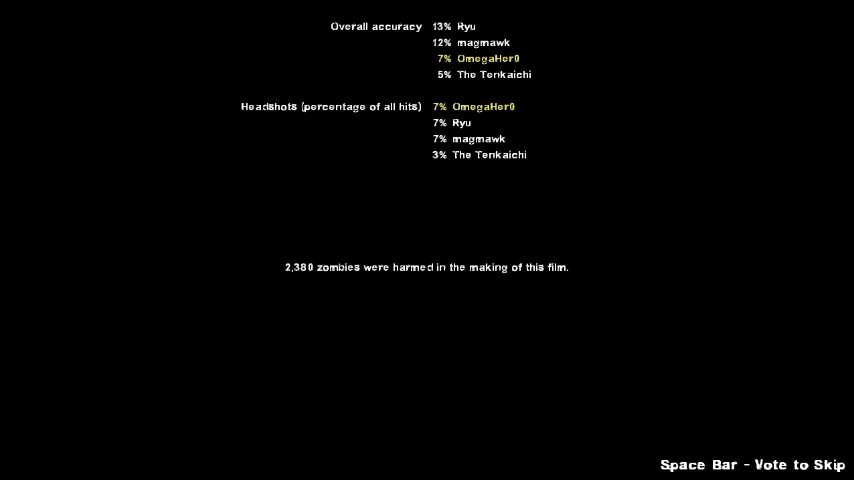 Overall accuracy 13% Ryu
12% magmawk
7% OmegaHer0
5% The Tenkaichi
Headshots (percentage of all hits) 7% OmegaHer0
7% Ryu
7% magmawk
3% The Tenkaichi
2,380 zombies were harmed in the making of this film.
Space Bar - Vote to Skip